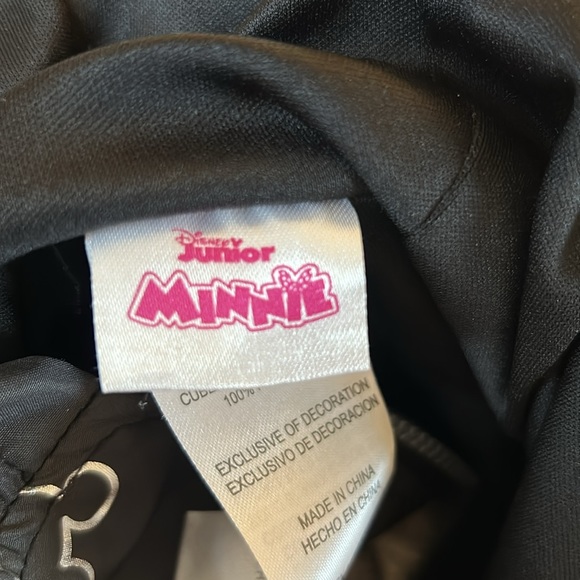 Disney
Junior
MINNIE
100%
EXCLUSIVE OF DECORATION
EXCLUSIVO DE DECORACION
MADE IN CHINA
HECHO EN CHINA